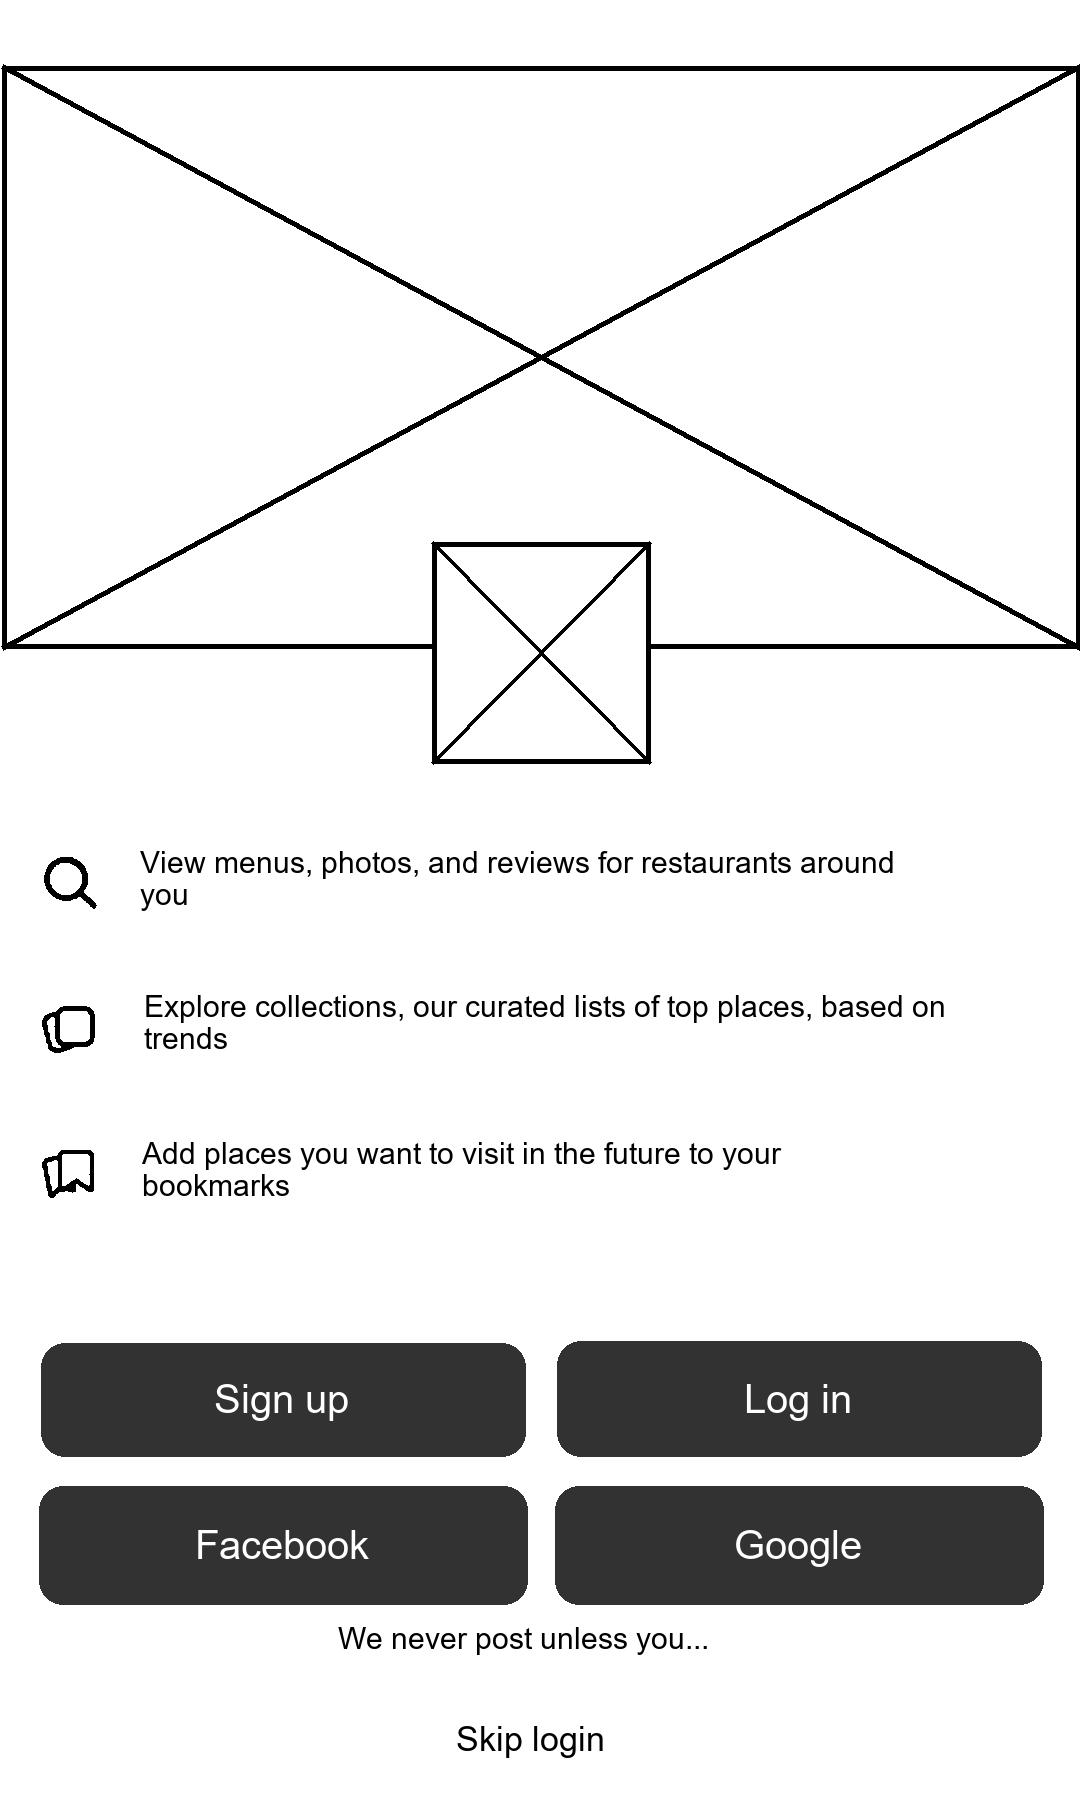 View menus, photos, and reviews for restaurants around
you
Explore collections, our curated lists of top places, based on
trends
Add places you want to visit in the future to your
bookmarks
Sign up
Log in
Facebook
Google
We never post unless you...
Skip login